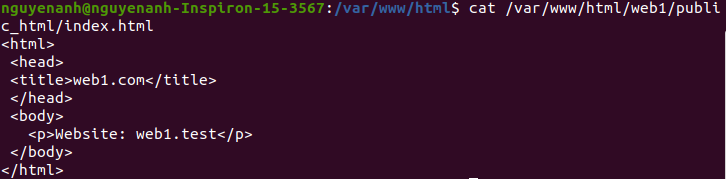 nguyenanh@nguyenanh-Inspiron-15-3567:/var/www/html$ cat /var/www/html/web1/publi
c_html/index.html
<html>
 <head>
 <title>web1.com</title>
 </head>
 <body>
   <p>Website: web1.test</p>
 </body>
</html>